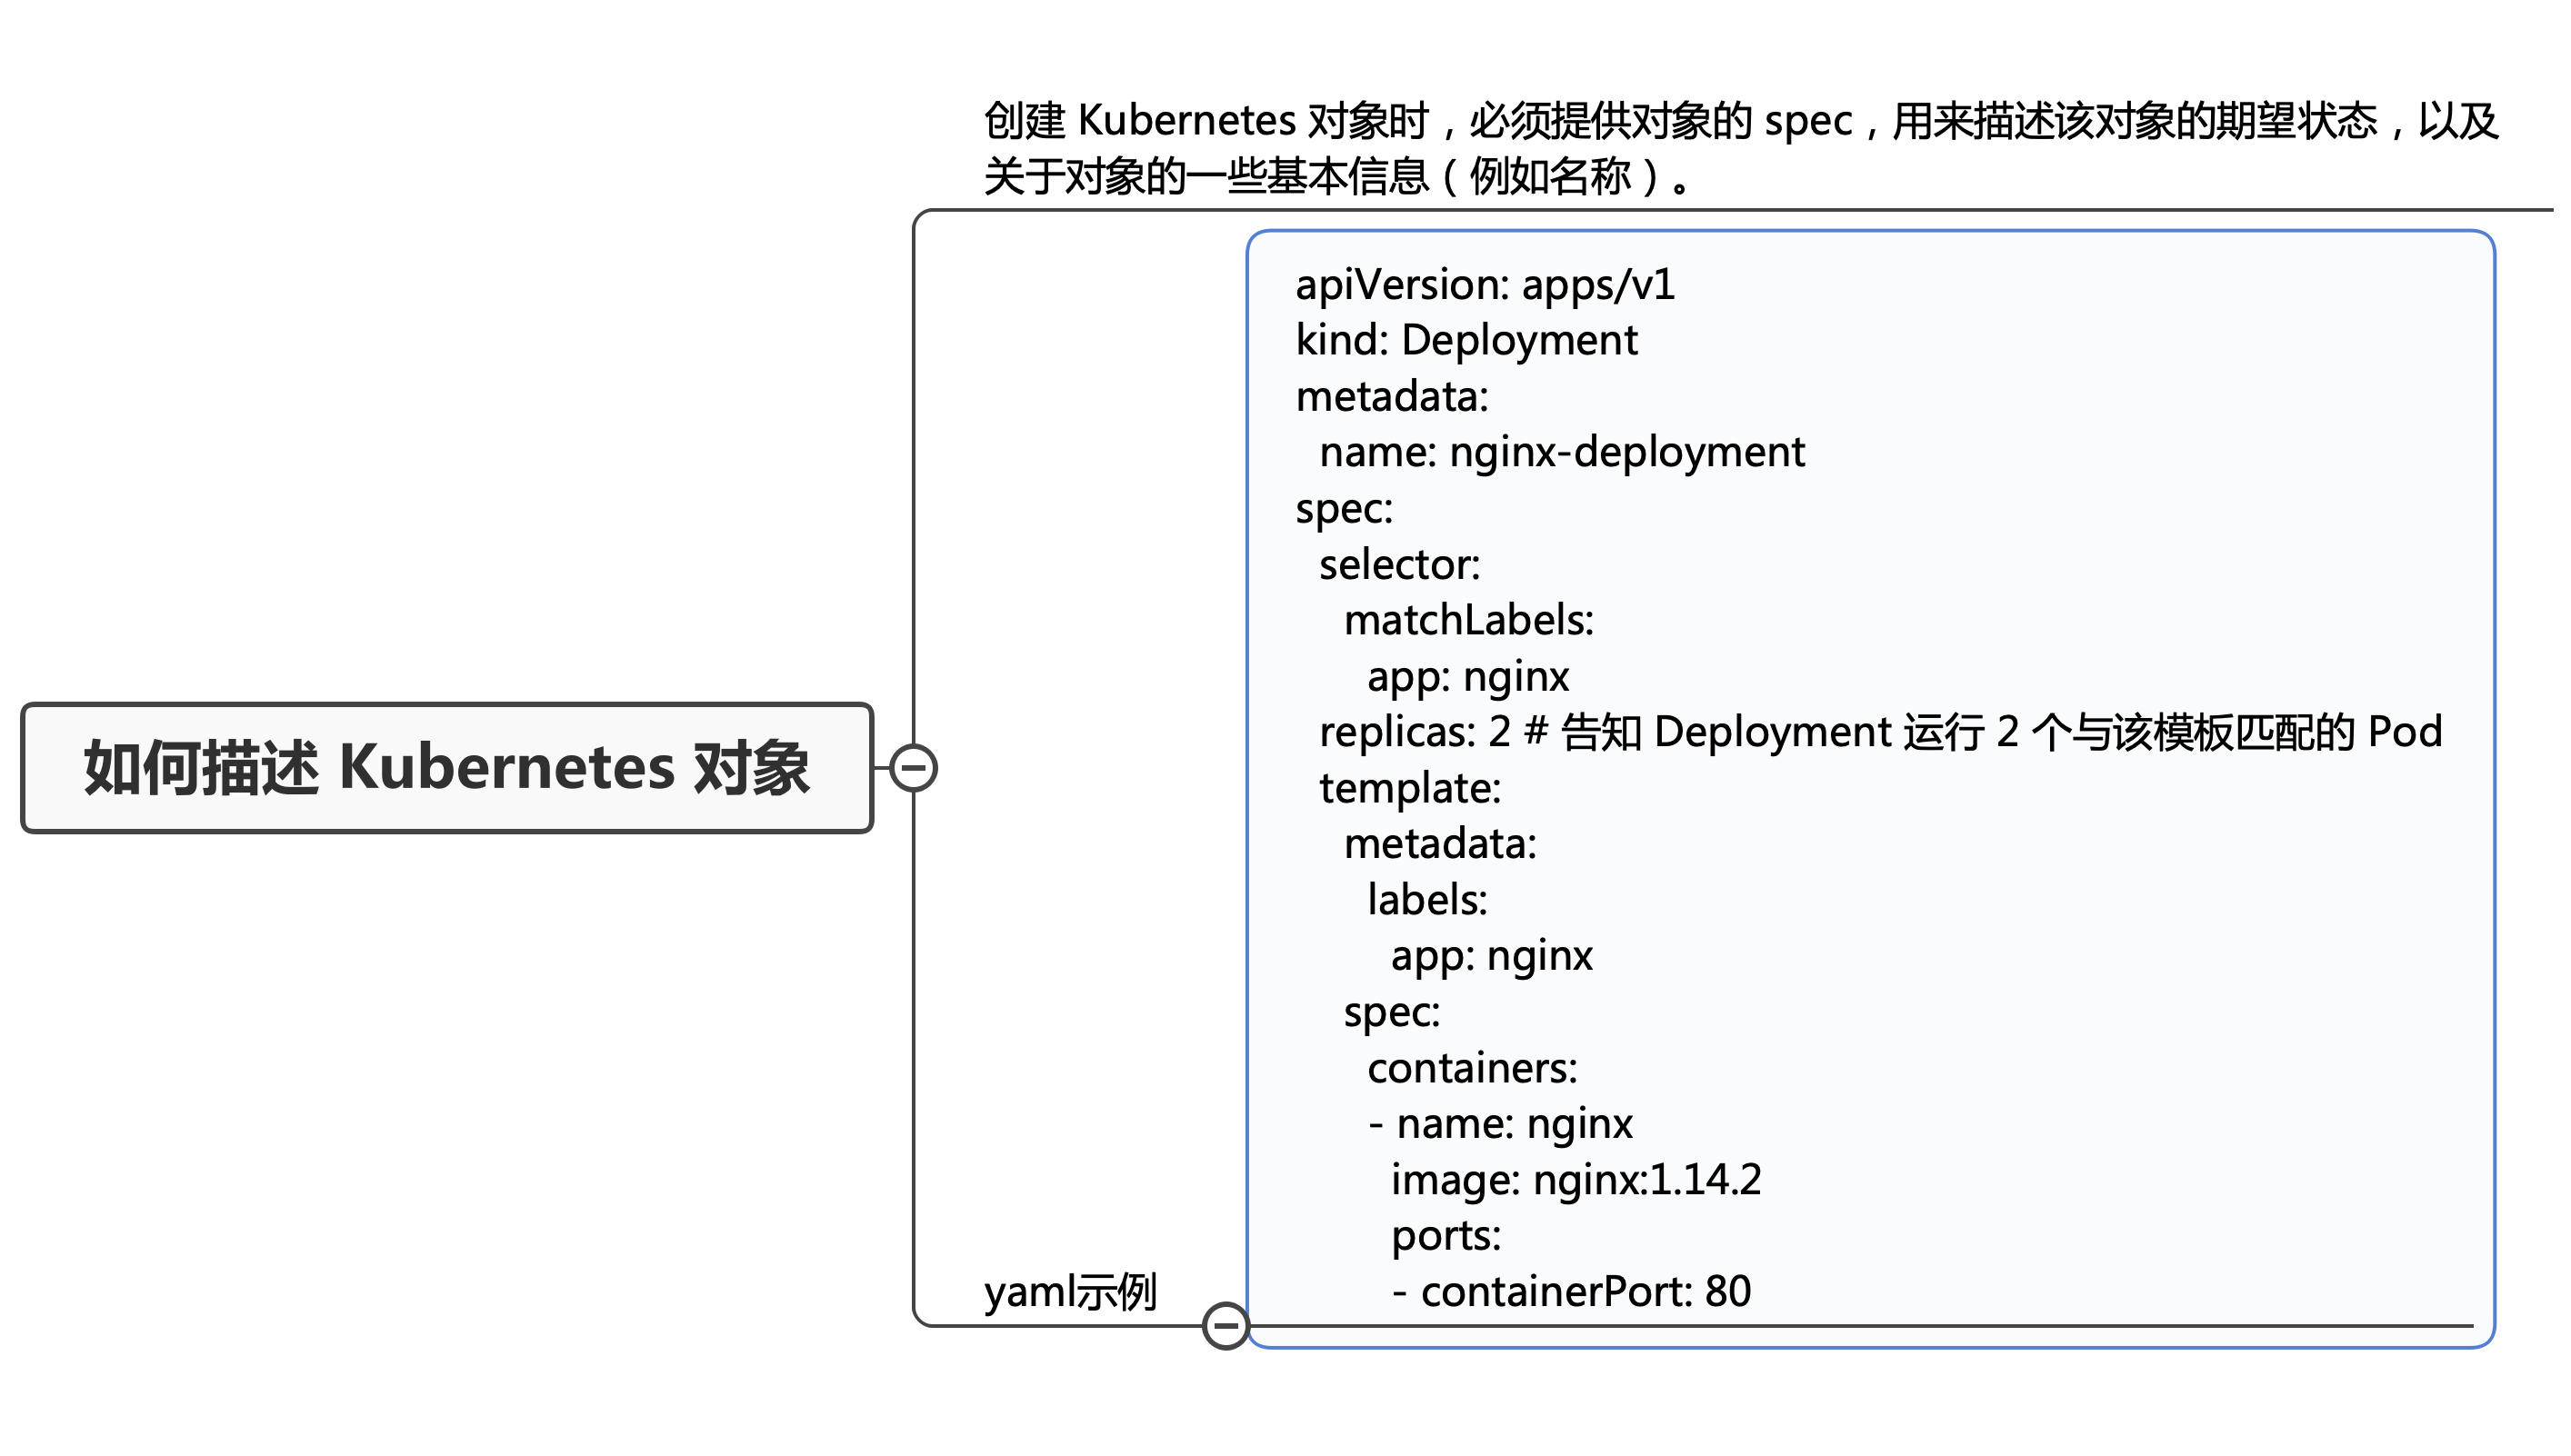 创建 Kubernetes 对象时，必须提供对象的 spec，用来描述该对象的期望状态，以及
关于对象的一些基本信息（例如名称）。
如何描述 Kubernetes 对象
yaml示例
apiVersion: apps/v1
kind: Deployment
metadata:
  name: nginx-deployment
spec:
  selector:
    matchLabels:
      app: nginx
  replicas: 2 # 告知 Deployment 运行 2 个与该模板匹配的 Pod
  template:
    metadata:
      labels:
        app: nginx
    spec:
      containers:
      - name: nginx
        image: nginx:1.14.2
        ports:
        - containerPort: 80